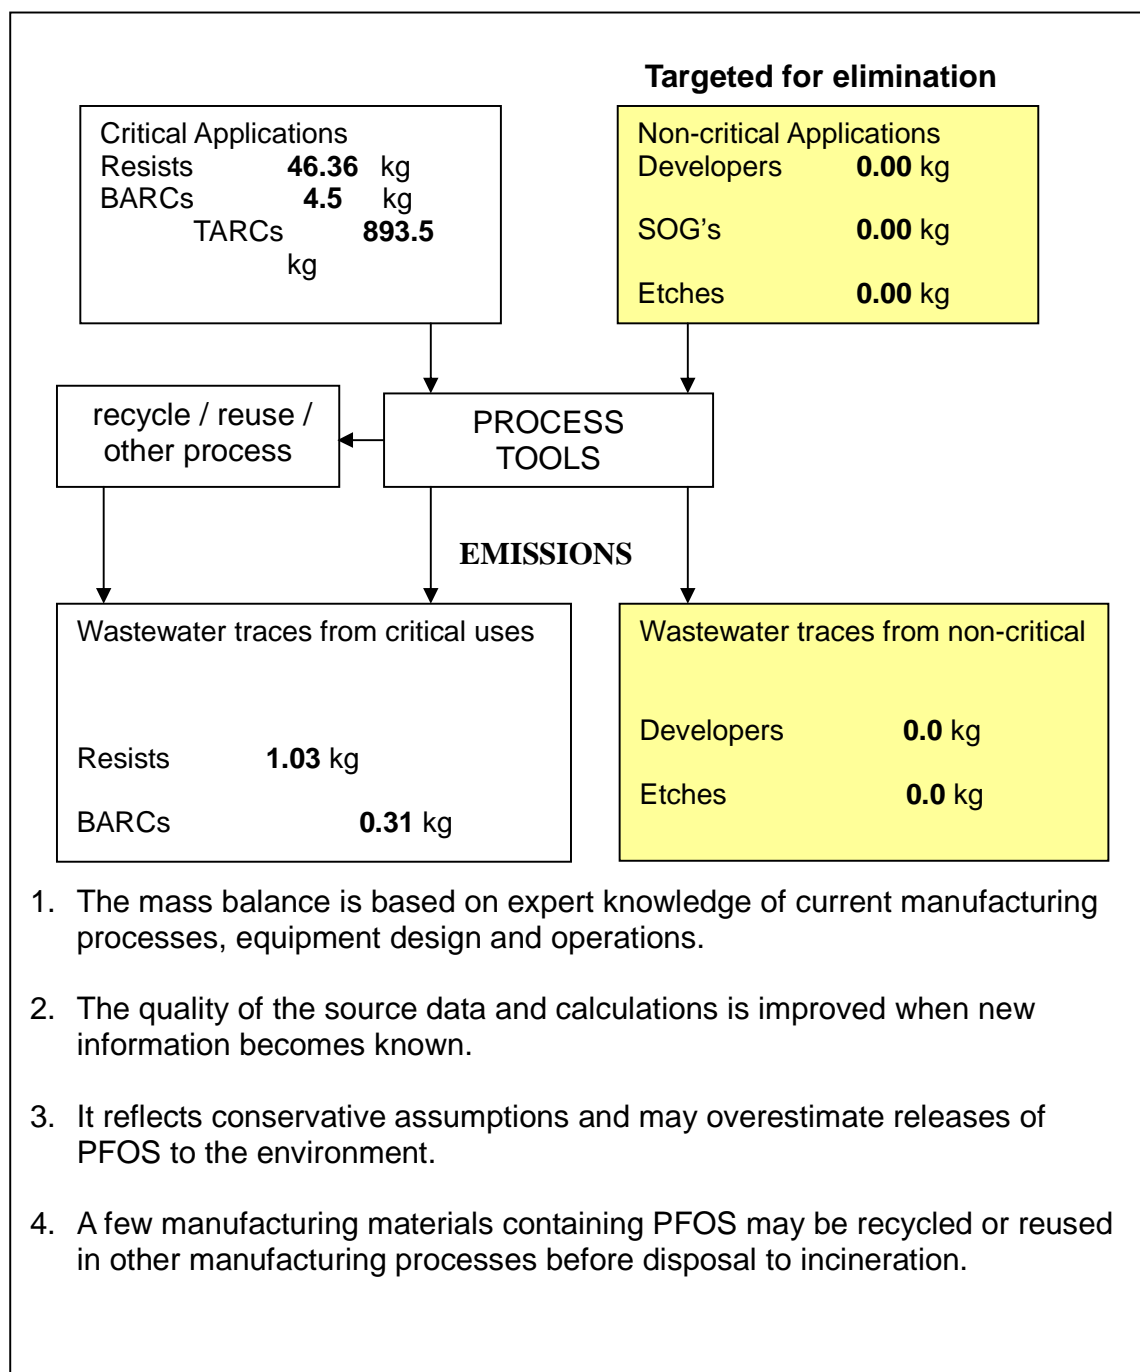 Targeted for elimination
Critical Applications
Resists 46.36 kg
BARCs 4.5 kg
TARCs 893.5
kg
Non-critical Applications
Developers 0.00 kg
SOG's 0.00 kg
Etches 0.00 kg
recycle / reuse /
other process
PROCESS
TOOLS
EMISSIONS
Wastewater traces from critical uses
Resists 1.03 kg
BARCs 0.31 kg
Wastewater traces from non-critical
Developers 0.0 kg
Etches 0.0 kg
1. The mass balance is based on expert knowledge of current manufacturing
processes, equipment design and operations.
2. The quality of the source data and calculations is improved when new
information becomes known.
3. It reflects conservative assumptions and may overestimate releases of
PFOS to the environment.
4. A few manufacturing materials containing PFOS may be recycled or reused
in other manufacturing processes before disposal to incineration.